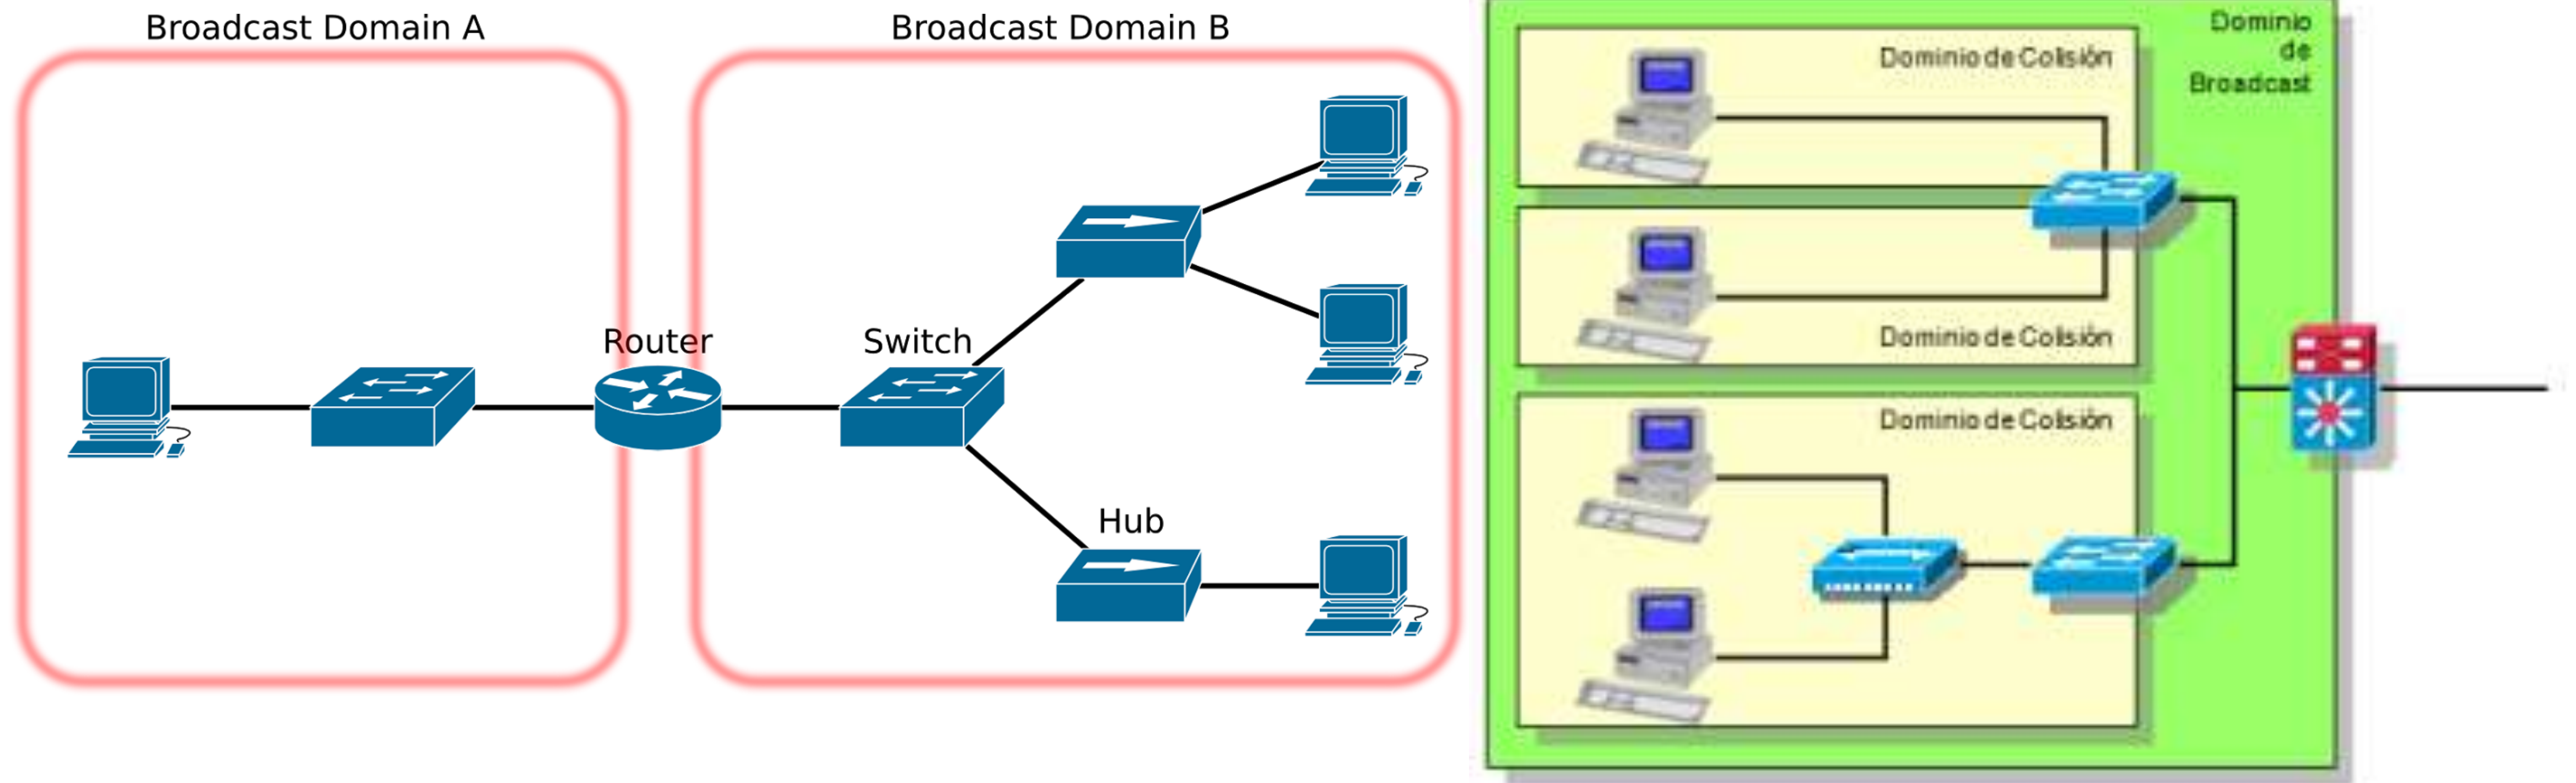 Broadcast Domain A
Broadcast Domain B
Router
Switch
Hub
Dominio
de
Broadcast
Dominio de Colisión
Dominio de Colisión
Dominio de Colisión